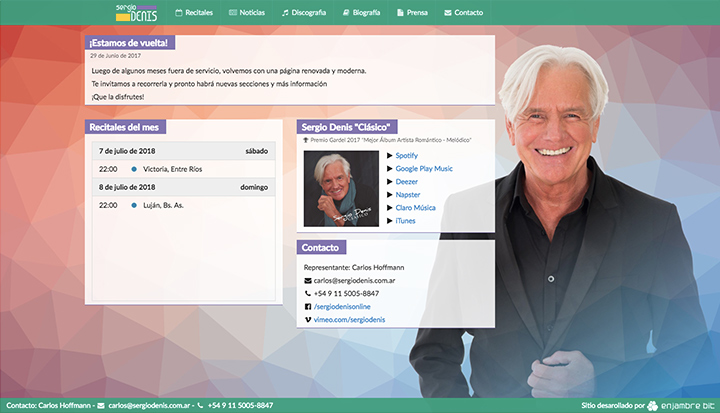 sergio DENIS
Recitales Noticias Discografia Biografía Prensa Contacto
¡Estamos de vuelta!
29 de Junio de 2017
Luego de algunos meses fuera de servicio, volvemos con una página renovada y moderna.
Te invitamos a recorrerla y pronto habrá nuevas secciones y más información
¡Que la disfrutes!
Recitales del mes
7 de julio de 2018 sábado
22:00 Victoria, Entre Ríos
8 de julio de 2018 domingo
22:00 Luján, Bs. As.
Sergio Denis "Clásico"
Premio Gardel 2017 "Mejor Álbum Artista Romántico - Melódico"
Sergio Denis
Spotify
Google Play Music
Deezer
Napster
Claro Música
iTunes
Contacto
Representante: Carlos Hoffmann
carlos@sergiodenis.com.ar
+54 9 11 5005-8847
/sergiodenisonline
vimeo.com/sergiodenis
Contacto: Carlos Hoffmann - carlos@sergiodenis.com.ar - +54 9 11 5005-8847
Sitio desarollado por enjambre bit